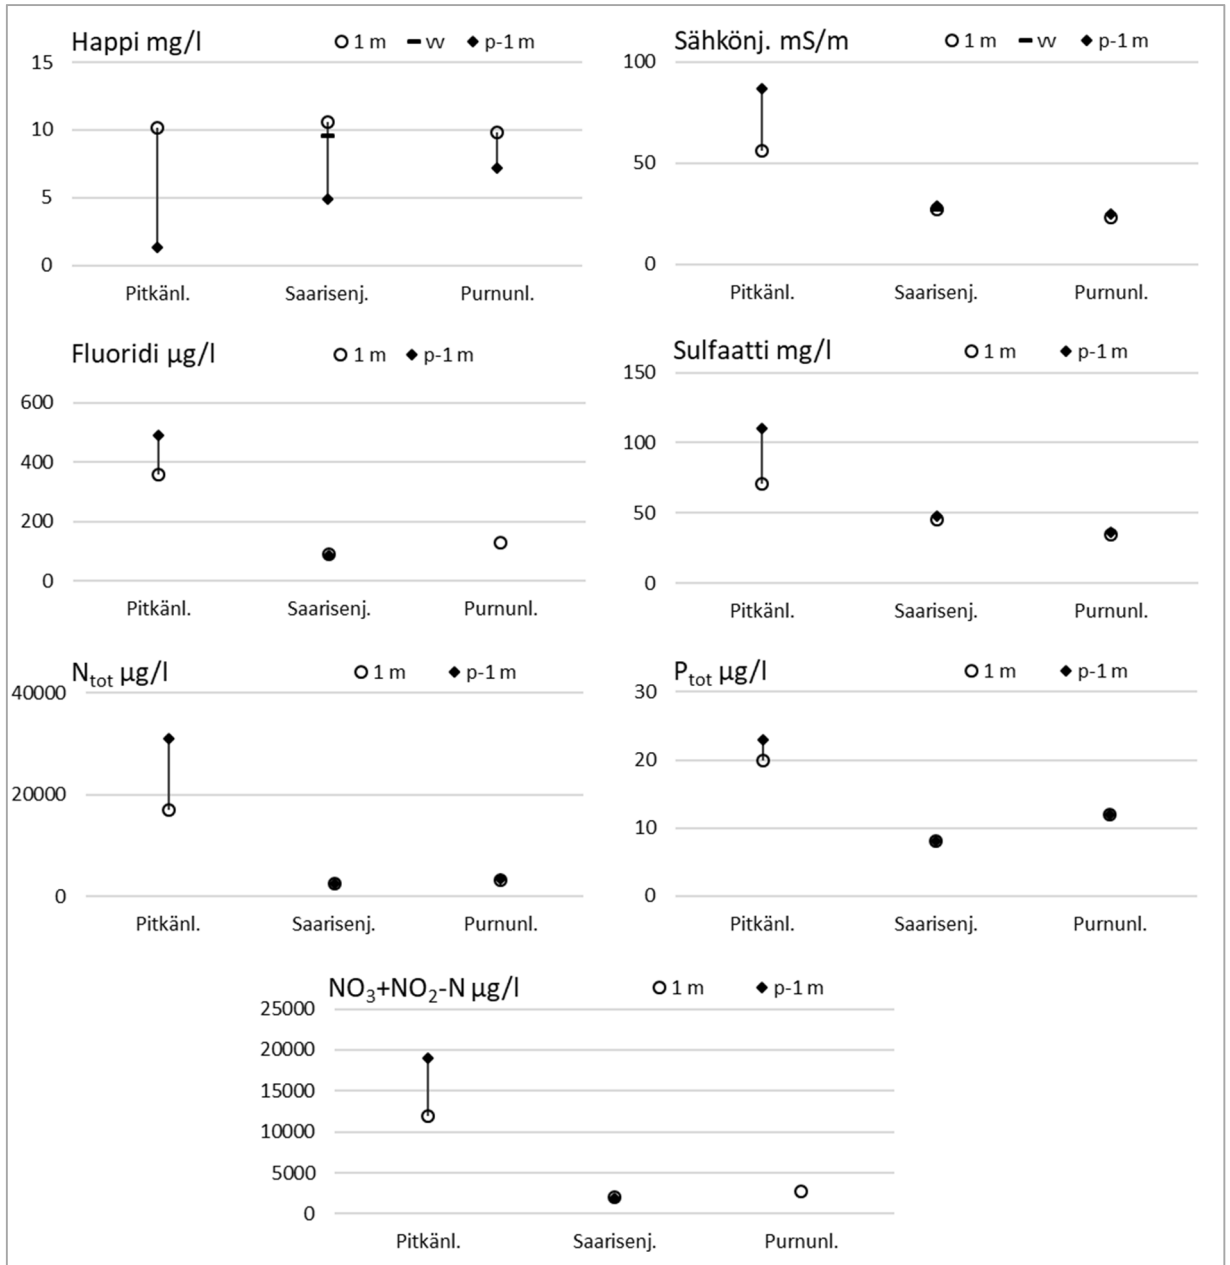 Happi mg/l
1 m vv p-1 m
15
10
5
0
Pitkänl. Saarisenj. Purnunl.
Sähkönj. mS/m
1 m vv p-1 m
100
50
0
Pitkänl. Saarisenj. Purnunl.
Fluoridi µg/l
1 m p-1 m
600
400
200
0
Pitkänl. Saarisenj. Purnunl.
Sulfaatti mg/l
1 m p-1 m
150
100
50
0
Pitkänl. Saarisenj. Purnunl.
Ntot µg/l
1 m p-1 m
40000
20000
0
Pitkänl. Saarisenj. Purnunl.
Ptot µg/l
1 m p-1 m
30
20
10
0
Pitkänl. Saarisenj. Purnunl.
NO3+NO2-N µg/l
1 m p-1 m
25000
20000
15000
10000
5000
0
Pitkänl. Saarisenj. Purnunl.